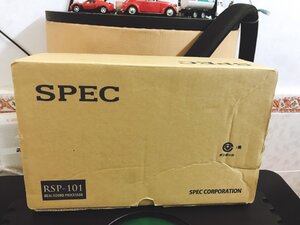 SPEC
RSP-101
REAL SOUND PROCESSOR
SPEC CORPORATION